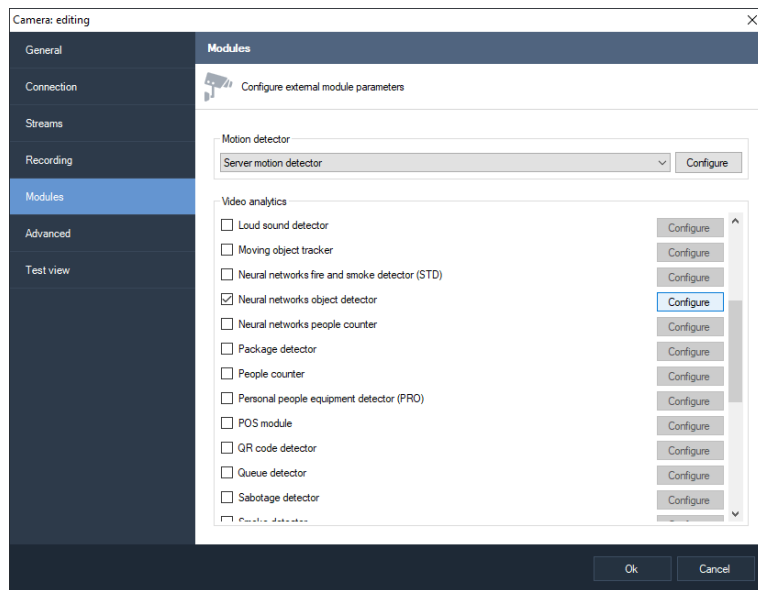 Camera: editing
General
Connection
Streams
Recording
Modules
Advanced
Test view
Modules
Configure external module parameters
Motion detector
Server motion detector
Configure
Video analytics
Loud sound detector Configure
Moving object tracker Configure
Neural networks fire and smoke detector (STD) Configure
Neural networks object detector Configure
Neural networks people counter Configure
Package detector Configure
People counter Configure
Personal people equipment detector (PRO) Configure
POS module Configure
QR code detector Configure
Queue detector Configure
Sabotage detector Configure
Smoke detector
Ok Cancel